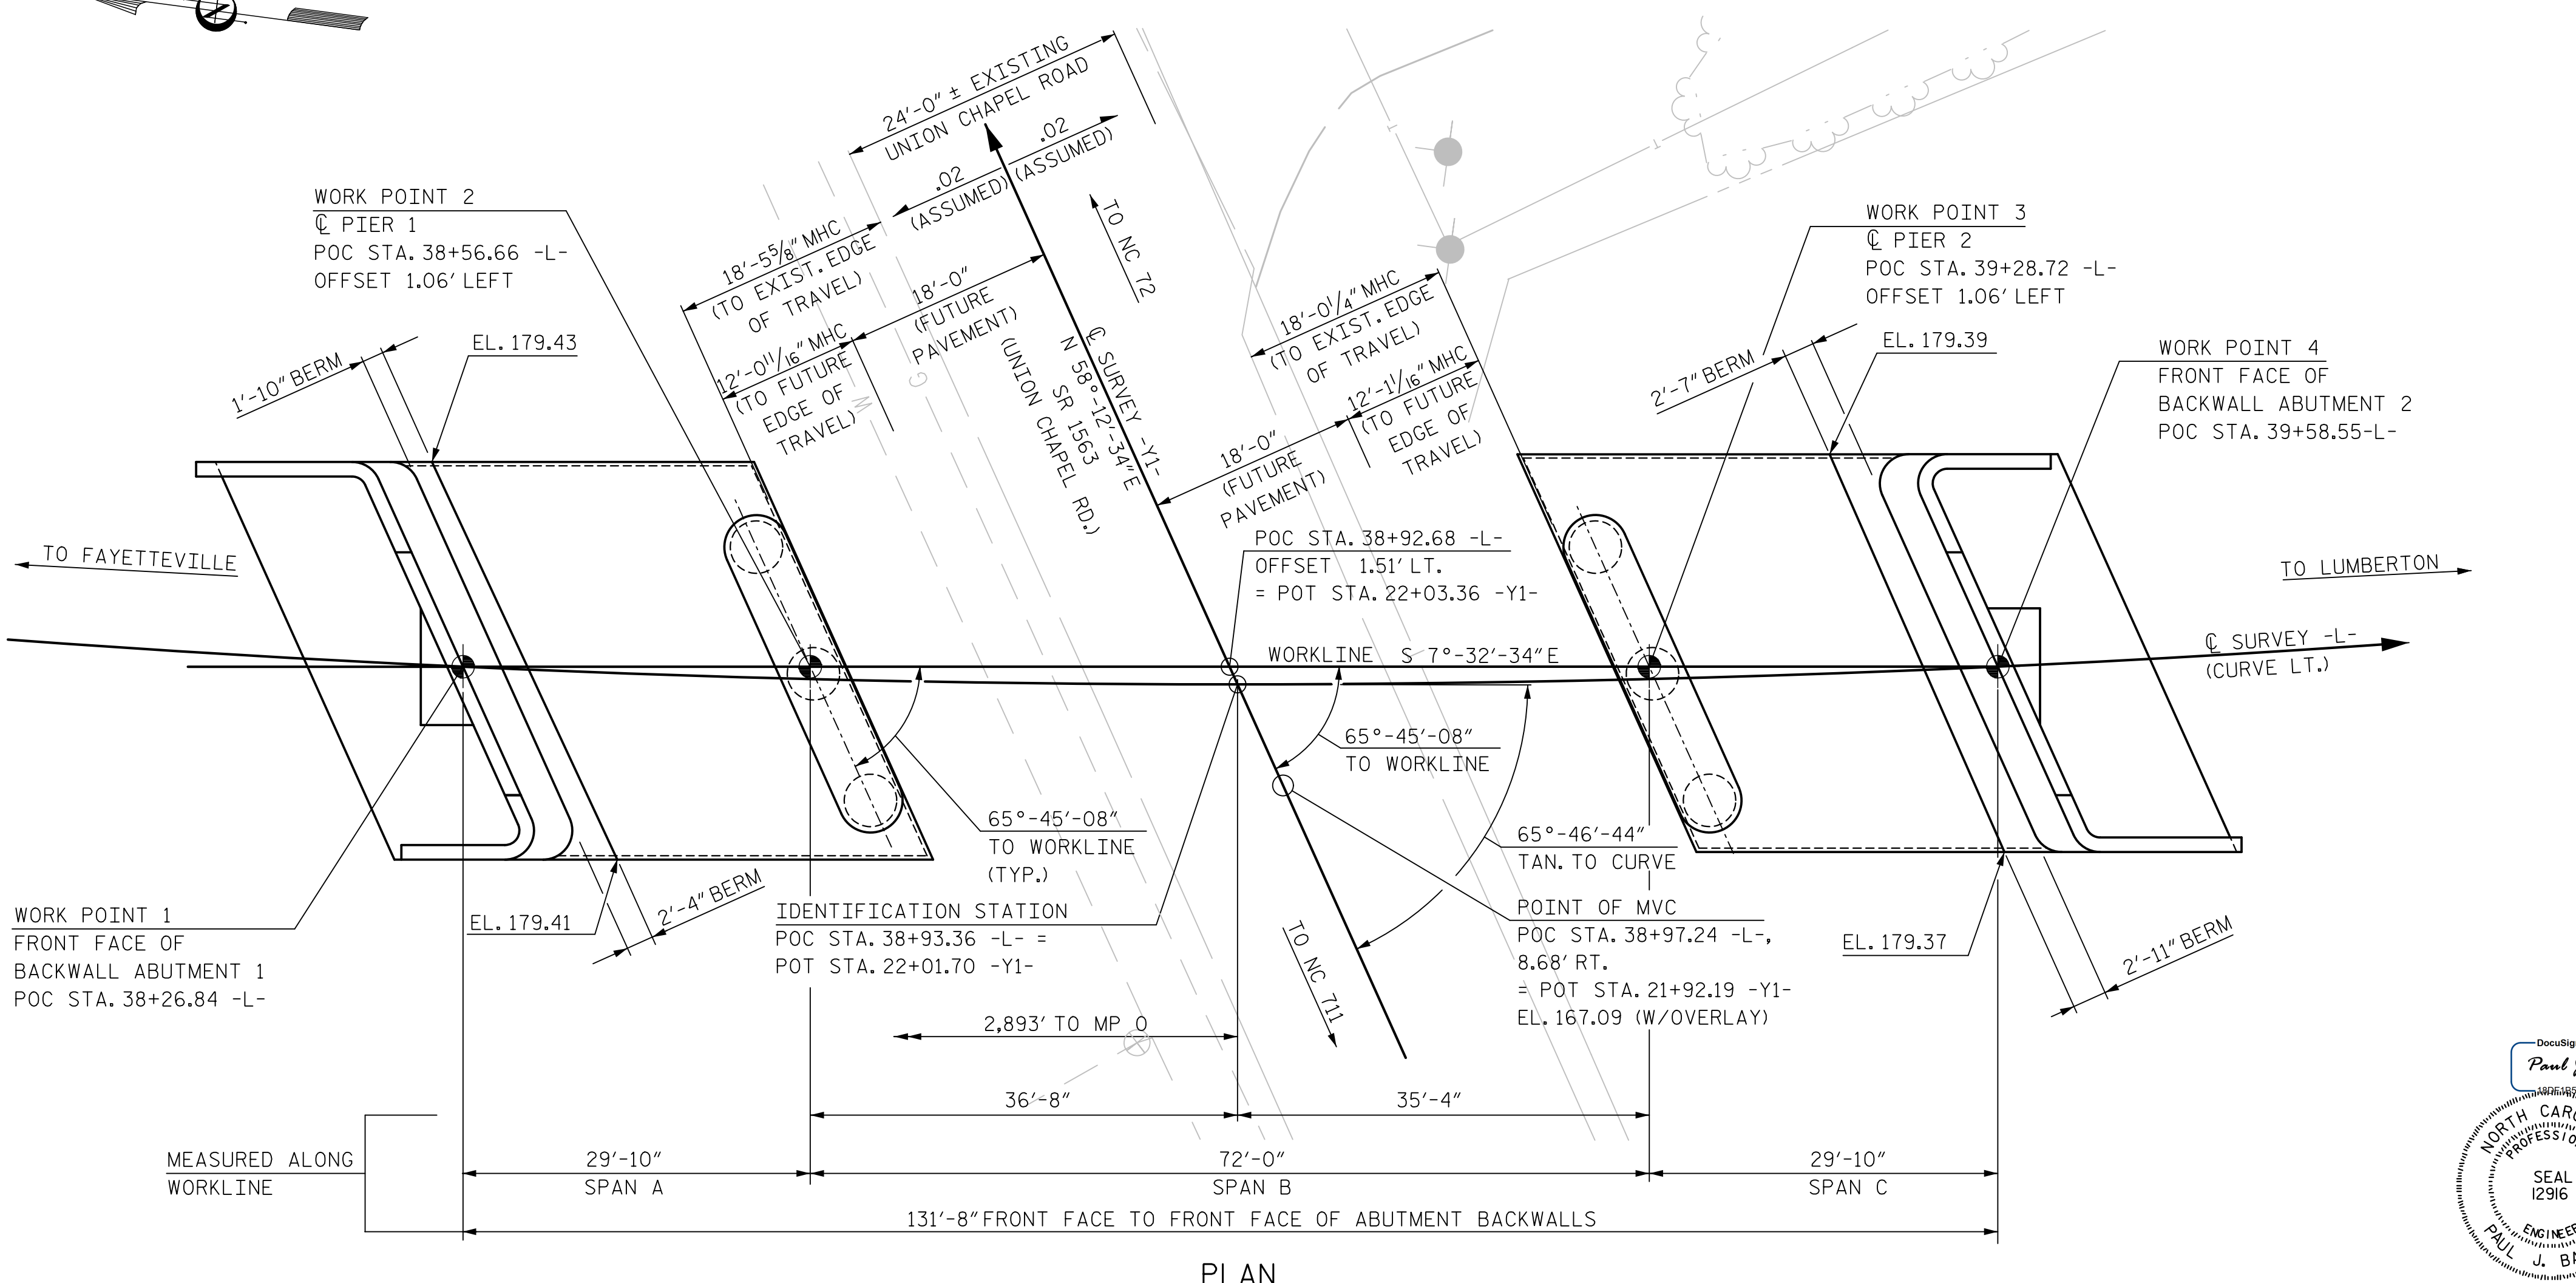 N
24'-0" ± EXISTING
UNION CHAPEL ROAD
.02
(ASSUMED)
.02
(ASSUMED)
TO NC 72
WORK POINT 2
℄ PIER 1
POC STA. 38+56.66 -L-
OFFSET 1.06' LEFT
18'-5⅝" MHC
(TO EXIST. EDGE
OF TRAVEL)
18'-0"
(FUTURE
PAVEMENT)
12'-0 11/16" MHC
(TO FUTURE
EDGE OF
TRAVEL)
℄ SURVEY -Y1-
N 58°-12'-34" E
SR 1563
(UNION CHAPEL RD.)
18'-0¼" MHC
(TO EXIST. EDGE
OF TRAVEL)
12'-1 1/16" MHC
(TO FUTURE
EDGE OF
TRAVEL)
18'-0"
(FUTURE
PAVEMENT)
WORK POINT 3
℄ PIER 2
POC STA. 39+28.72 -L-
OFFSET 1.06' LEFT
1'-10" BERM
EL. 179.43
2'-7" BERM
EL. 179.39
WORK POINT 4
FRONT FACE OF
BACKWALL ABUTMENT 2
POC STA. 39+58.55-L-
G
W
T
T
S
TO FAYETTEVILLE
POC STA. 38+92.68 -L-
OFFSET 1.51' LT.
= POT STA. 22+03.36 -Y1-
TO LUMBERTON
WORKLINE S 7°-32'-34" E
℄ SURVEY -L-
(CURVE LT.)
65°-45'-08"
TO WORKLINE
65°-45'-08"
TO WORKLINE
(TYP.)
65°-46'-44"
TAN. TO CURVE
WORK POINT 1
FRONT FACE OF
BACKWALL ABUTMENT 1
POC STA. 38+26.84 -L-
EL. 179.41
2'-4" BERM
IDENTIFICATION STATION
POC STA. 38+93.36 -L- =
POT STA. 22+01.70 -Y1-
TO NC 711
POINT OF MVC
POC STA. 38+97.24 -L-,
8.68' RT.
= POT STA. 21+92.19 -Y1-
EL. 167.09 (W/OVERLAY)
EL. 179.37
2'-11" BERM
2,893' TO MP 0
36'-8"
35'-4"
MEASURED ALONG
WORKLINE
29'-10"
SPAN A
72'-0"
SPAN B
29'-10"
SPAN C
131'-8" FRONT FACE TO FRONT FACE OF ABUTMENT BACKWALLS
PLAN
DocuSig
Paul
NORTH CARO
PROFESSIO
SEAL
12916
ENGINEE
PAUL J. BA